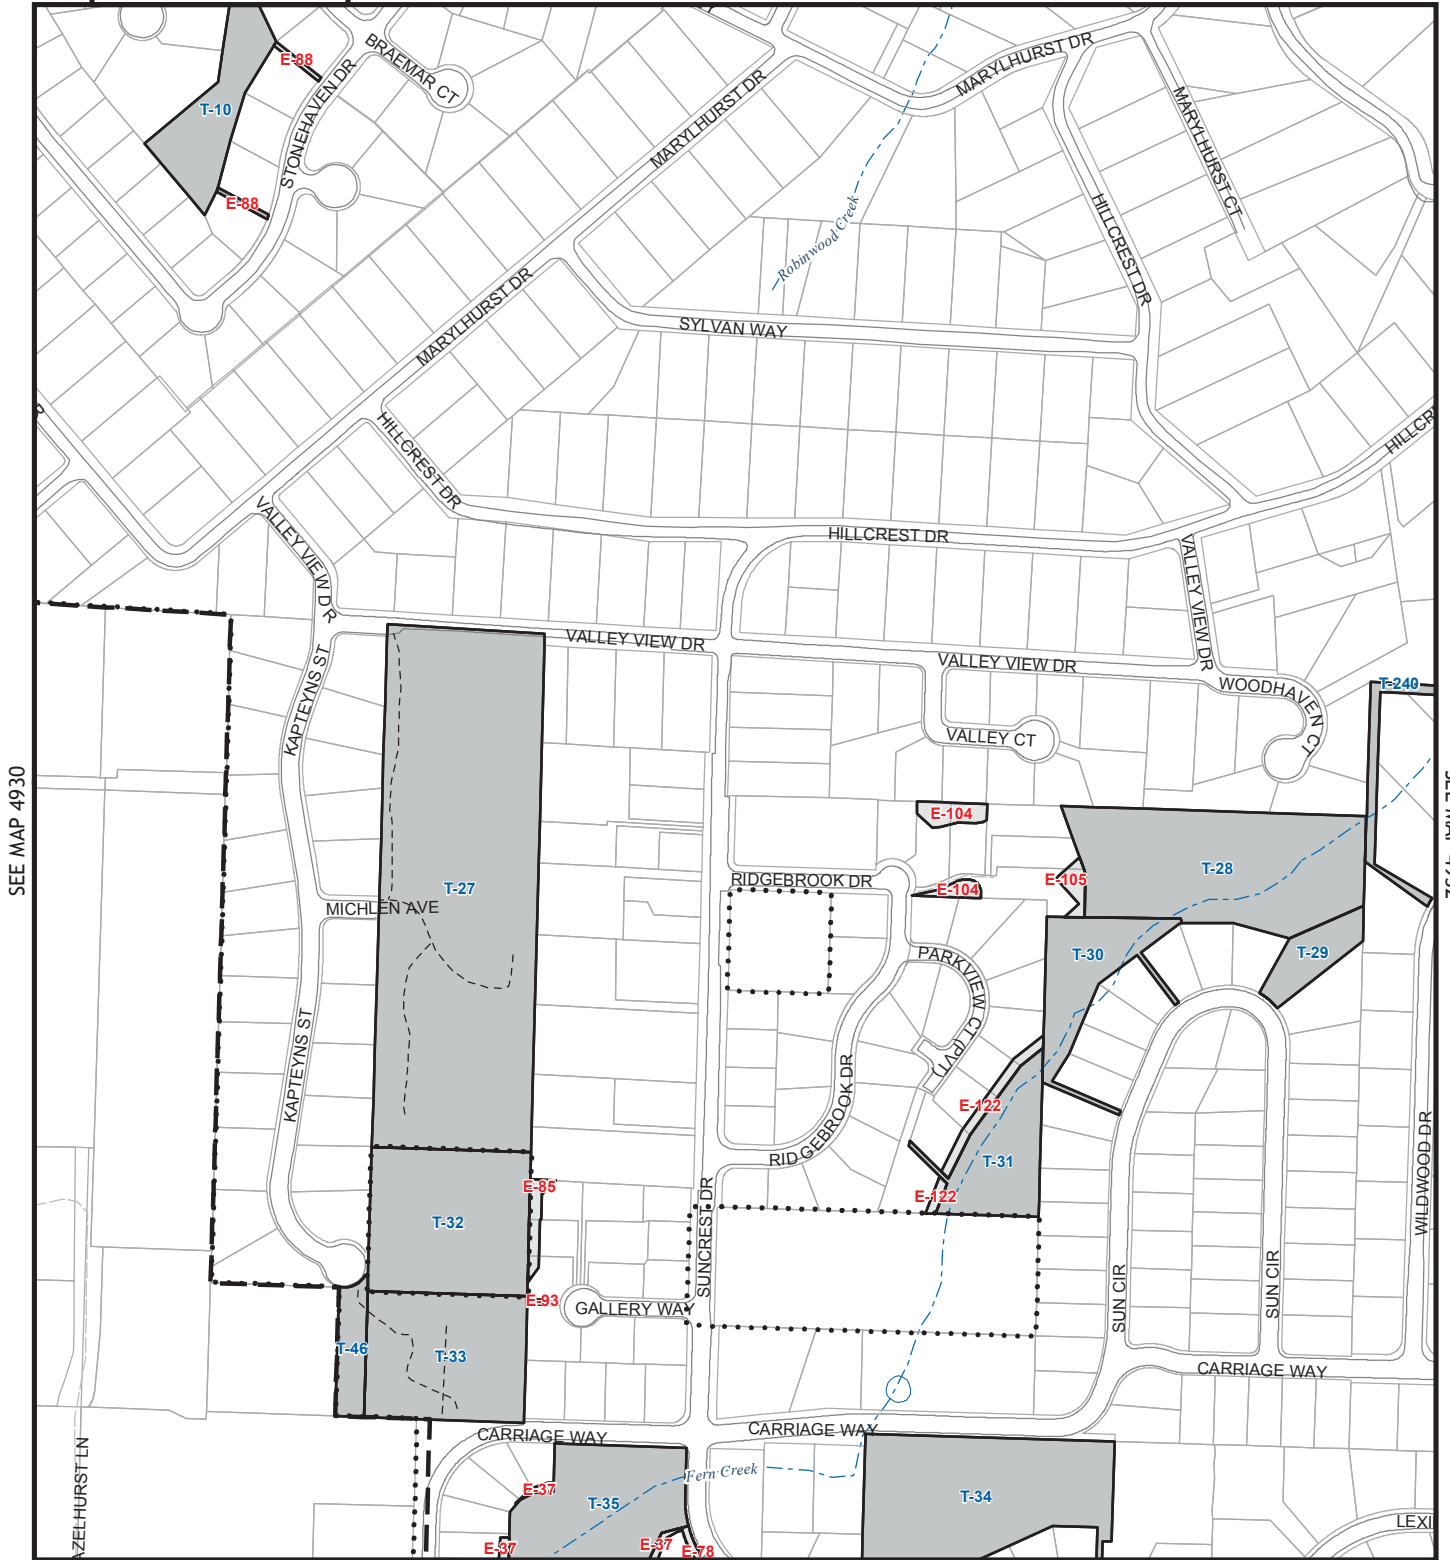 BRAEMAR CT
E-88
T-10
STONEHAVEN DR
E-88
MARYLHURST DR
MARYLHURST DR
MARYLHURST CT
Robinwood Creek
HILLCREST DR
MARYLHURST DR
SYLVAN WAY
HILLCREST DR
HILLCR
VALLEY VIEW DR
HILLCREST DR
VALLEY VIEW DR
VALLEY VIEW DR
VALLEY VIEW DR
KAPTEYNS ST
WOODHAVEN CT
T-240
VALLEY CT
SEE MAP 4930
E-104
T-28
T-27
RIDGEBROOK DR
E-104
E-105
MICHLEN AVE
T-30
T-29
PARKVIEW CT (PVT)
KAPTEYNS ST
RIDGEBROOK DR
E-122
T-31
WILDWOOD DR
E-85
E-122
T-32
SUNCREST DR
SUN CIR
SUN CIR
E-93
GALLERY WAY
T-46
T-33
CARRIAGE WAY
CARRIAGE WAY
CARRIAGE WAY
Fern Creek
E-37
T-35
T-34
LEXI
AZELHURST LN
E-37
E-37
E-78